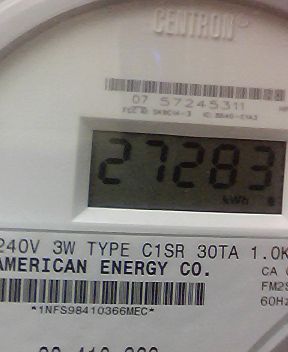 CENTRON®
07 57245311
27283
kWh
240V 3W TYPE C1SR 30TA 1.0K
AMERICAN ENERGY CO.
CA
FM2S
60Hz
*1NFS98410366MEC*